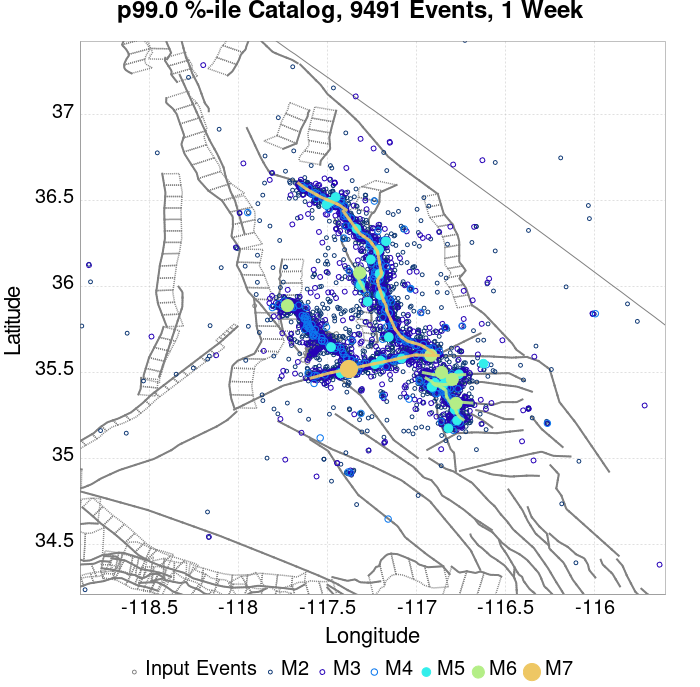 p99.0 %-ile Catalog, 9491 Events, 1 Week
37
36.5
36
35.5
35
34.5
Latitude
-118.5 -118 -117.5 -117 -116.5 -116
Longitude
Input Events M2 M3 M4 M5 M6 M7